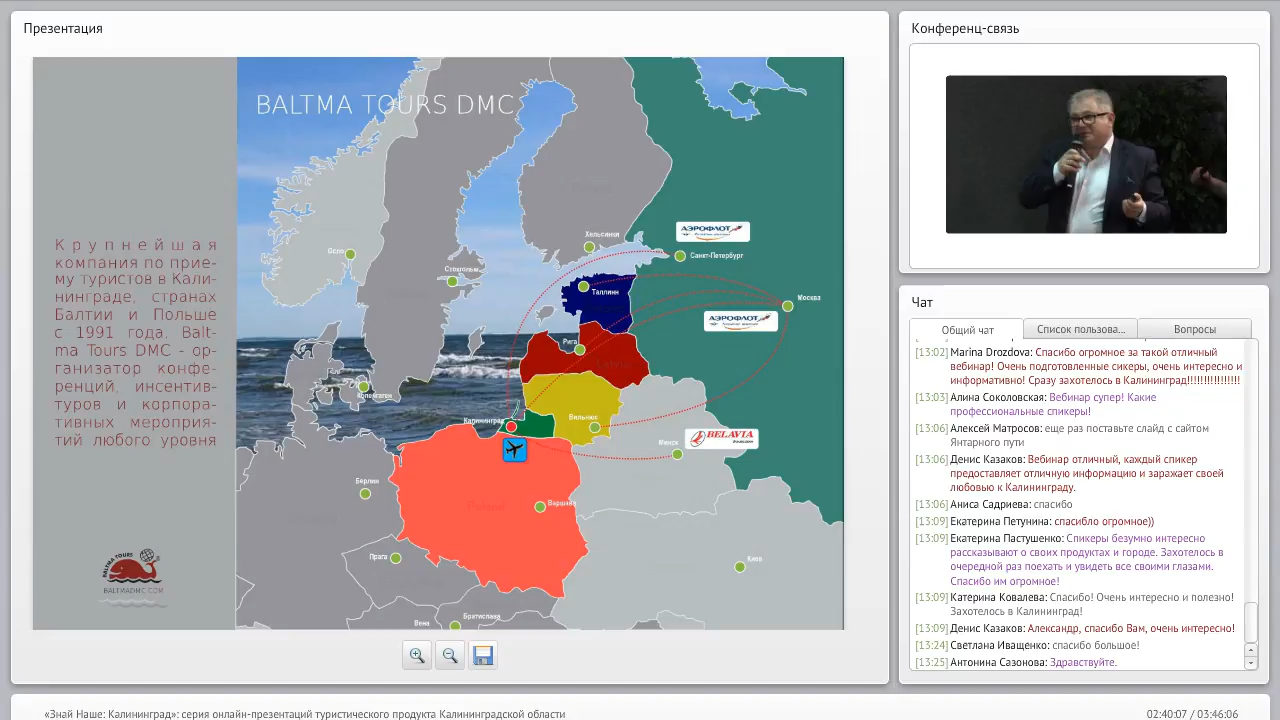 Презентация
BALTMA TOURS DMC
Крупнейшая
компания по прие-
му туристов в Кали-
нинграде, странах
Балтии и Польше
с 1991 года. Balt-
ma Tours DMC - ор-
ганизатор конфе-
ренций, инсентив-
туров и корпора-
тивных мероприя-
тий любого уровня
BALTMA TOURS
BALTMADMC.COM
Осло
Стокгольм
Хельсинки
АЭРОФЛОТ
Санкт-Петербург
Таллинн
Москва
АЭРОФЛОТ
Рига
Latvia
Копенгаген
Калининград
Вильнюс
Минск
BELAVIA
Берлин
Poland
Варшава
Прага
Киев
Вена
Братислава
Конференц-связь
Чат
Общий чат
Список пользова...
Вопросы
[13:02] Marina Drozdova: Спасибо огромное за такой отличный
вебинар! Очень подготовленные сикеры, очень интересно и
информативно! Сразу захотелось в Калининград!!!!!!!!!!!!!!!!
[13:03] Алина Соколовская: Вебинар супер! Какие
профессиональные спикеры!
[13:06] Алексей Матросов: еще раз поставьте слайд с сайтом
Янтарного пути
[13:06] Денис Казаков: Вебинар отличный, каждый спикер
предоставляет отличную информацию и заражает своей
любовью к Калининграду.
[13:06] Аниса Садриева: спасибо
[13:09] Екатерина Петунина: спасибло огромное))
[13:09] Екатерина Пастушенко: Спикеры безумно интересно
рассказывают о своих продуктах и городе. Захотелось в
очередной раз поехать и увидеть все своими глазами.
Спасибо им огромное!
[13:09] Катерина Ковалева: Спасибо! Очень интересно и полезно!
Захотелось в Калининград!
[13:09] Денис Казаков: Александр, спасибо Вам, очень интересно!
[13:24] Светлана Иващенко: спасибо большое!
[13:25] Антонина Сазонова: Здравствуйте.
«Знай Наше: Калининград»: серия онлайн-презентаций туристического продукта Калининградской области
02:40:07 / 03:46:06